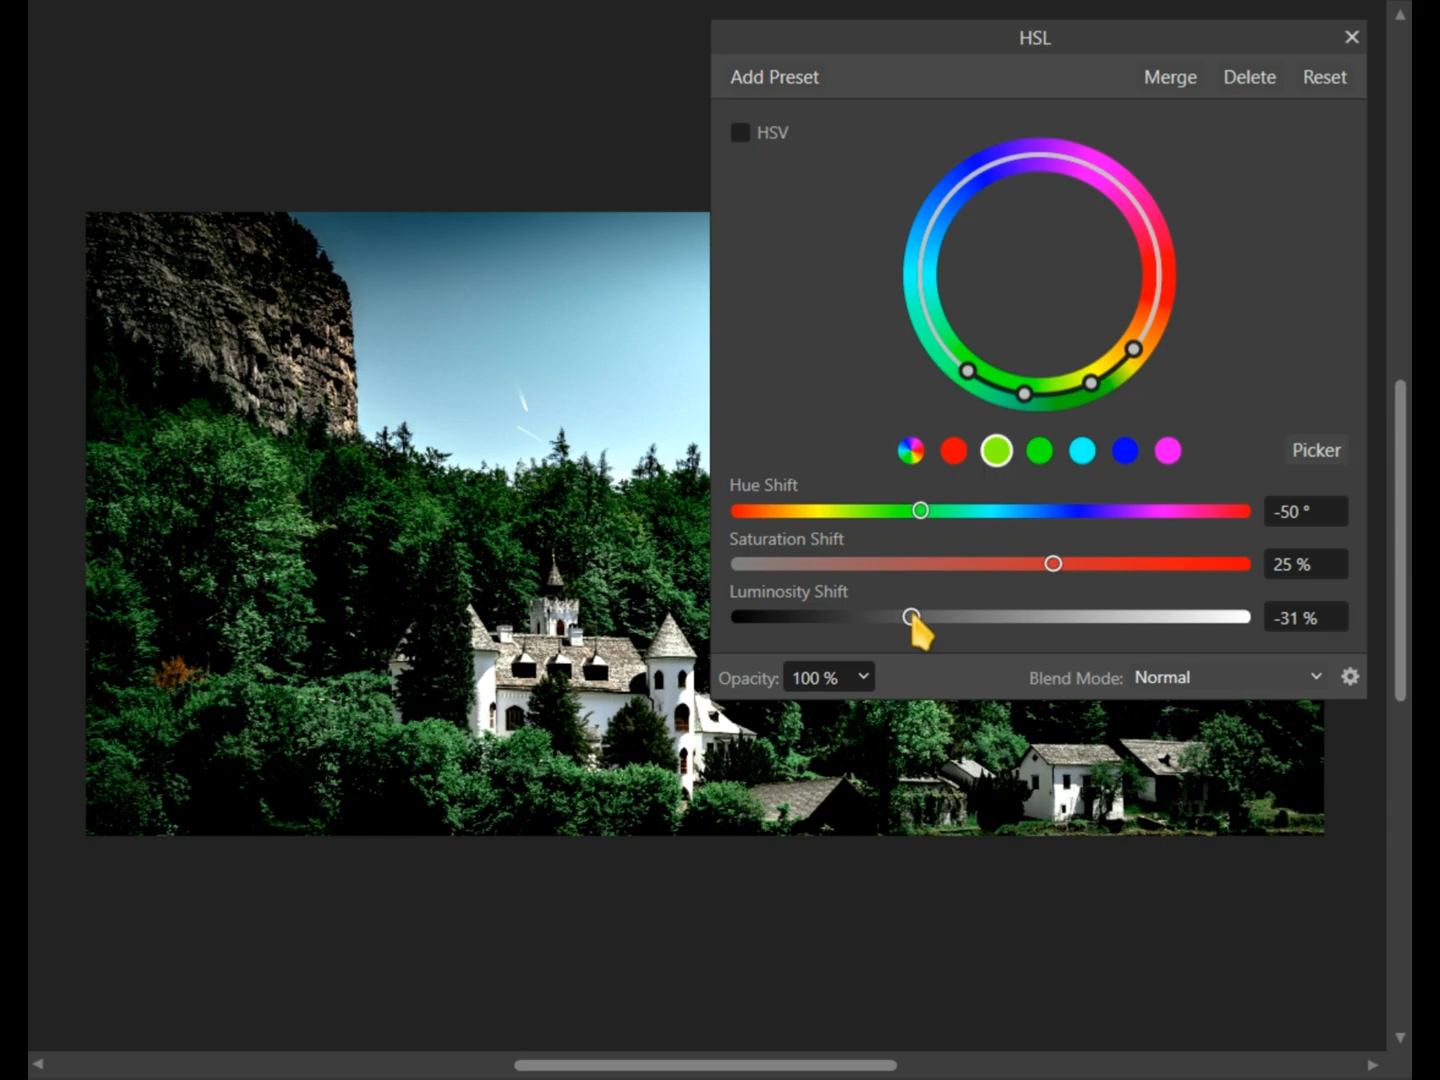 HSL
Add Preset Merge Delete Reset
HSV
Picker
Hue Shift
-50 °
Saturation Shift
25 %
Luminosity Shift
-31 %
Opacity: 100 % Blend Mode: Normal